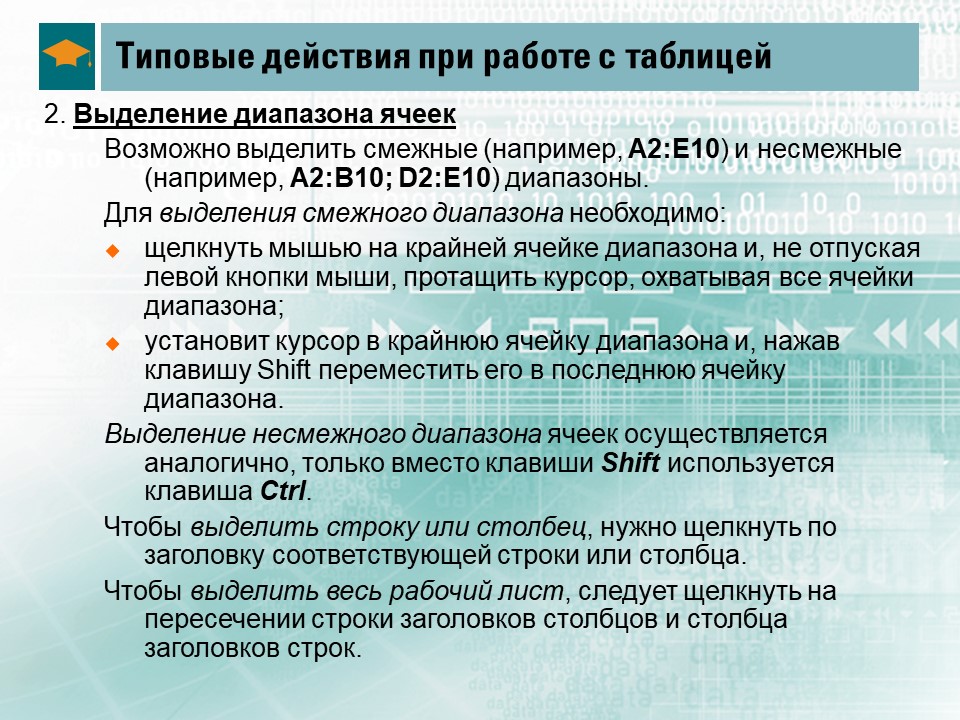 Типовые действия при работе с таблицей
2. Выделение диапазона ячеек
Возможно выделить смежные (например, A2:E10) и несмежные
(например, A2:B10; D2:E10) диапазоны.
Для выделения смежного диапазона необходимо:
щелкнуть мышью на крайней ячейке диапазона и, не отпуская
левой кнопки мыши, протащить курсор, охватывая все ячейки
диапазона;
установит курсор в крайнюю ячейку диапазона и, нажав
клавишу Shift переместить его в последнюю ячейку
диапазона.
Выделение несмежного диапазона ячеек осуществляется
аналогично, только вместо клавиши Shift используется
клавиша Ctrl.
Чтобы выделить строку или столбец, нужно щелкнуть по
заголовку соответствующей строки или столбца.
Чтобы выделить весь рабочий лист, следует щелкнуть на
пересечении строки заголовков столбцов и столбца
заголовков строк.